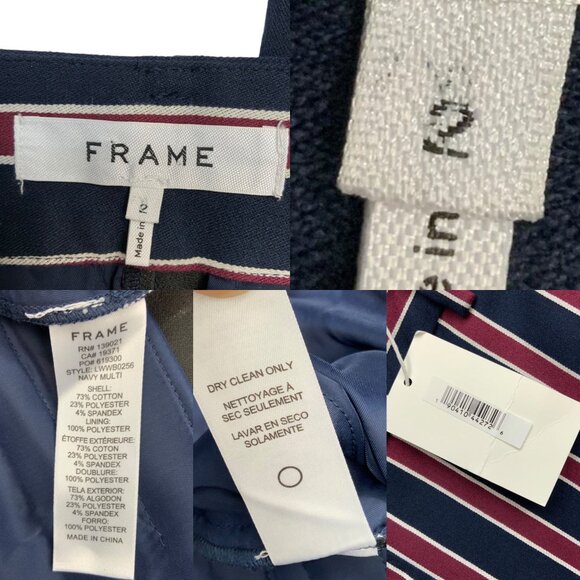 FRAME
2
Made in
2
in
FRAME
RN# 139021
CA# 19371
PO# 619300
STYLE: LWWB0256
NAVY MULTI
SHELL:
73% COTTON
23% POLYESTER
4% SPANDEX
LINING:
100% POLYESTER
ÉTOFFE EXTÉRIEURE:
73% COTON
23% POLYESTER
4% SPANDEX
DOUBLURE:
100% POLYESTER
TELA EXTERIOR:
73% ALGODON
23% POLYESTER
4% SPANDEX
FORRO:
100% POLYESTER
MADE IN CHINA
DRY CLEAN ONLY
NETTOYAGE À
SEC SEULEMENT
LAVAR EN SECO
SOLAMENTE